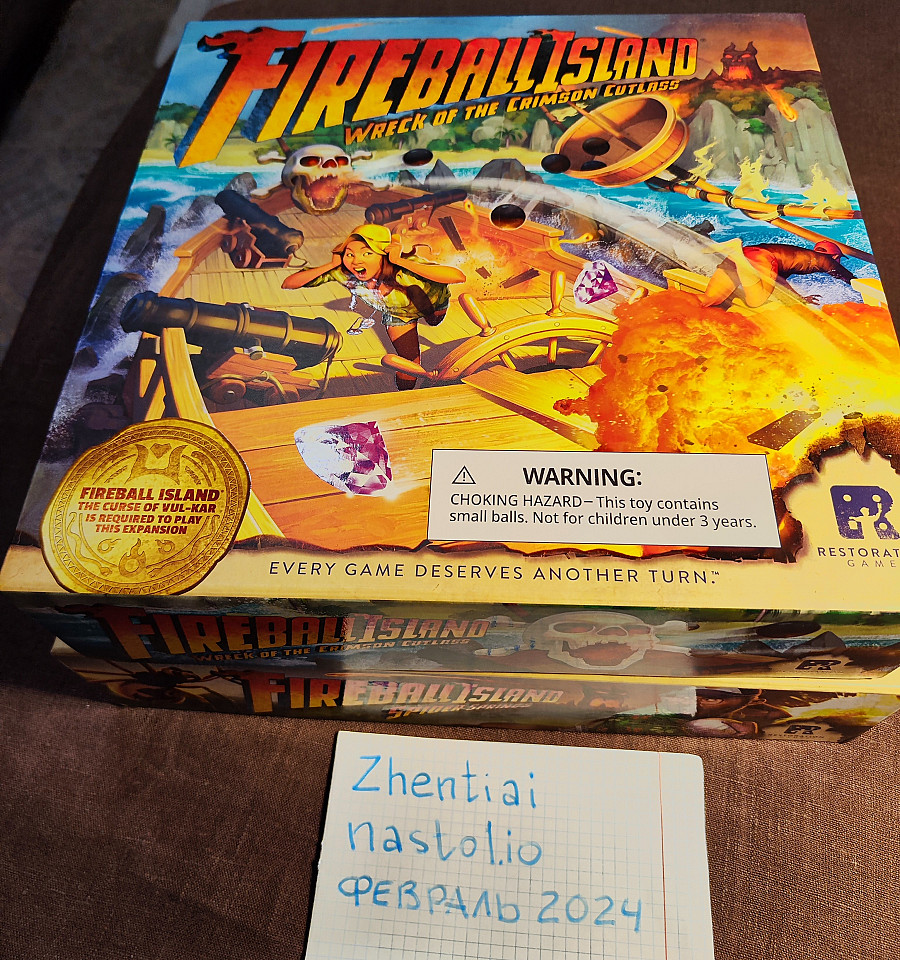 FIREBALL ISLAND
WRECK OF THE CRIMSON CUTLASS
FIREBALL ISLAND
THE CURSE OF VUL-KAR
IS REQUIRED TO PLAY
THIS EXPANSION
WARNING:
CHOKING HAZARD–This toy contains
small balls. Not for children under 3 years.
EVERY GAME DESERVES ANOTHER TURN.™
FIREBALL ISLAND
WRECK OF THE CRIMSON CUTLASS
FIREBALL ISLAND
Zhentiai
nastol.io
ФЕВРАЛЬ 2024